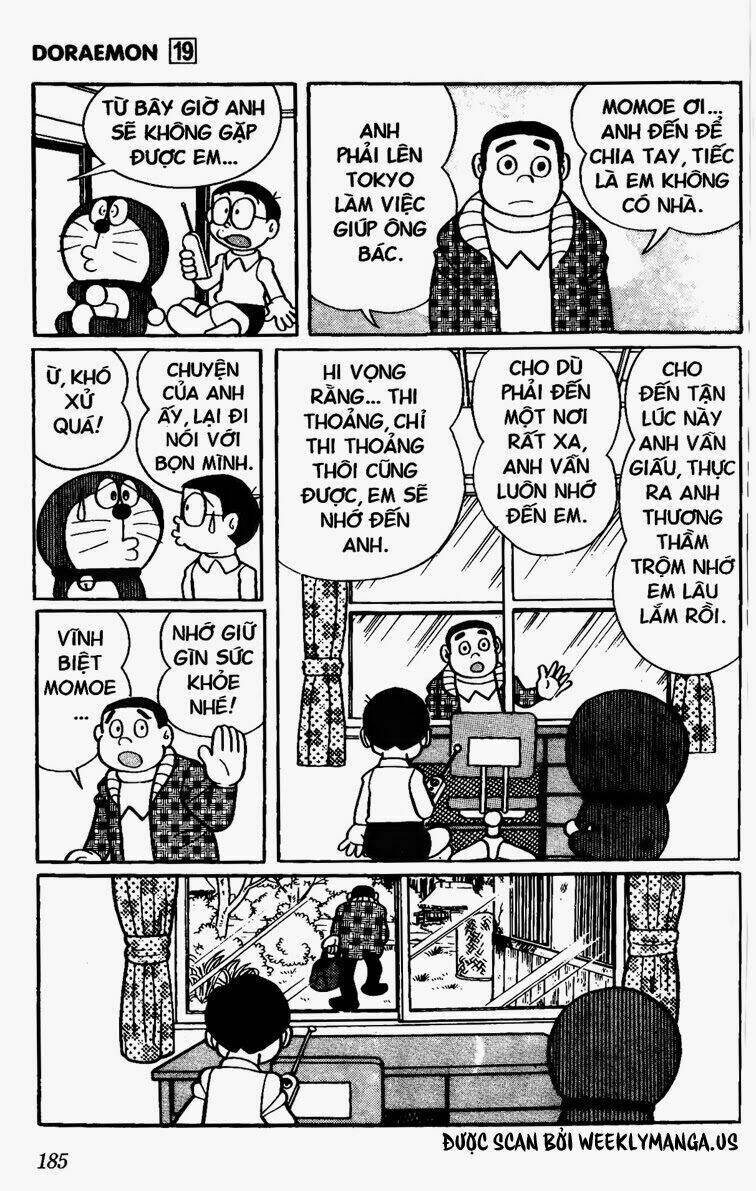 DORAEMON 19
MOMOE ƠI...
ANH ĐẾN ĐỂ
CHIA TAY, TIẾC
LÀ EM KHÔNG
CÓ NHÀ.
ANH
PHẢI LÊN
TOKYO
LÀM VIỆC
GIÚP ÔNG
BÁC.
TỪ BÂY GIỜ ANH
SẼ KHÔNG GẶP
ĐƯỢC EM...
CHO
ĐẾN TẬN
LÚC NÀY
ANH VẪN
GIẤU, THỰC
RA ANH
THƯƠNG
THẦM
TRỘM NHỚ
EM LÂU
LẮM RỒI.
CHO DÙ
PHẢI ĐẾN
MỘT NƠI
RẤT XA,
ANH VẪN
LUÔN NHỚ
ĐẾN EM.
HI VỌNG
RẰNG... THI
THOẢNG, CHỈ
THI THOẢNG
THÔI CŨNG
ĐƯỢC, EM SẼ
NHỚ ĐẾN
ANH.
CHUYỆN
CỦA ANH
ẤY, LẠI ĐI
NÓI VỚI
BỌN MÌNH.
Ừ, KHÓ
XỬ
QUÁ!
NHỚ GIỮ
GÌN SỨC
KHỎE
NHÉ!
VĨNH
BIỆT
MOMOE
...
ĐƯỢC SCAN BỞI WEEKLYMANGA.US
185